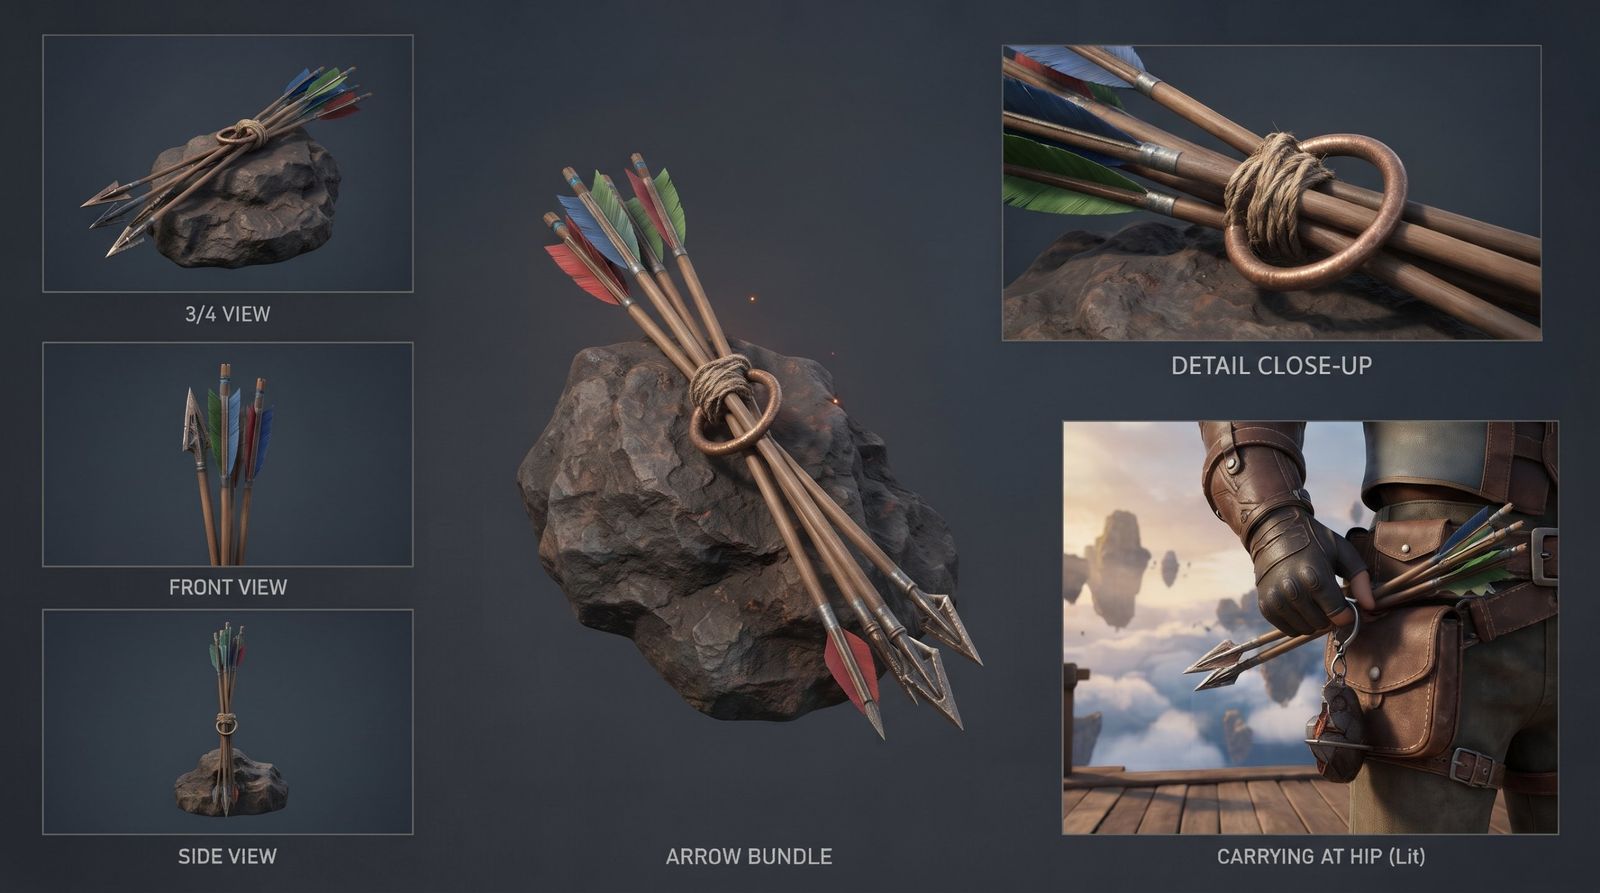 3/4 VIEW
FRONT VIEW
SIDE VIEW
ARROW BUNDLE
DETAIL CLOSE-UP
CARRYING AT HIP (Lit)